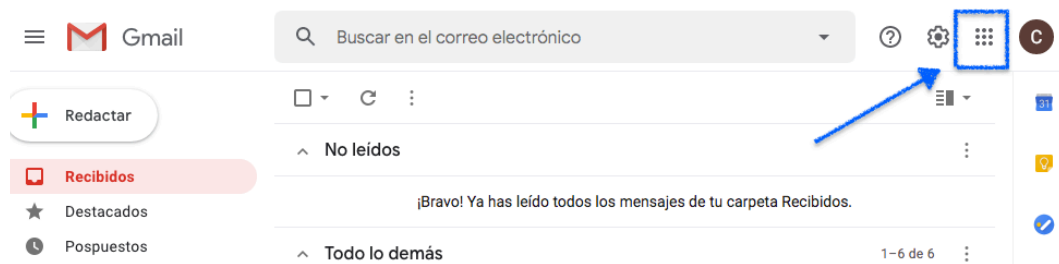 Gmail
Buscar en el correo electrónico
C
Redactar
31
No leídos
Recibidos
¡Bravo! Ya has leído todos los mensajes de tu carpeta Recibidos.
Destacados
Pospuestos
Todo lo demás
1–6 de 6